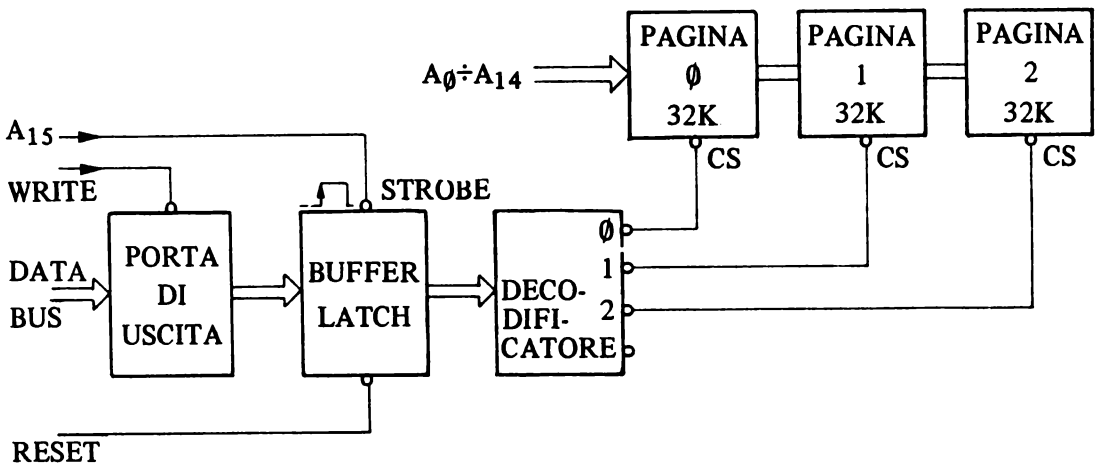 PAGINA
Ø
32K
PAGINA
1
32K
PAGINA
2
32K
AØ÷A14
CS
CS
CS
A15
WRITE
STROBE
DATA
BUS
PORTA
DI
USCITA
BUFFER
LATCH
DECO-
DIFI-
CATORE
Ø
1
2
RESET